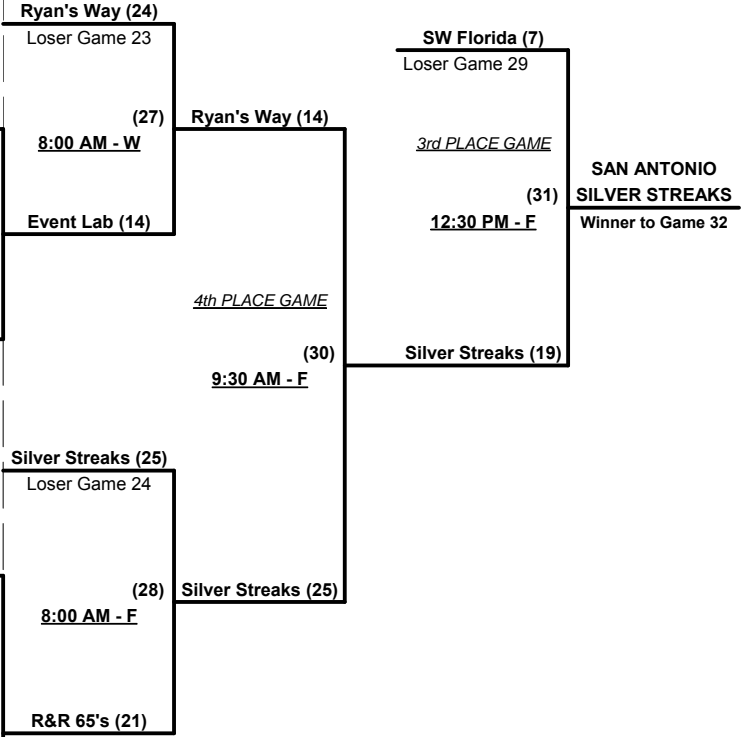 Ryan's Way (24)
Loser Game 23
(27)
8:00 AM - W
Event Lab (14)
Ryan's Way (14)
4th PLACE GAME
(30)
9:30 AM - F
Silver Streaks (25)
Loser Game 24
(28)
8:00 AM - F
R&R 65's (21)
Silver Streaks (25)
SW Florida (7)
Loser Game 29
3rd PLACE GAME
(31)
12:30 PM - F
Silver Streaks (19)
SAN ANTONIO
SILVER STREAKS
Winner to Game 32